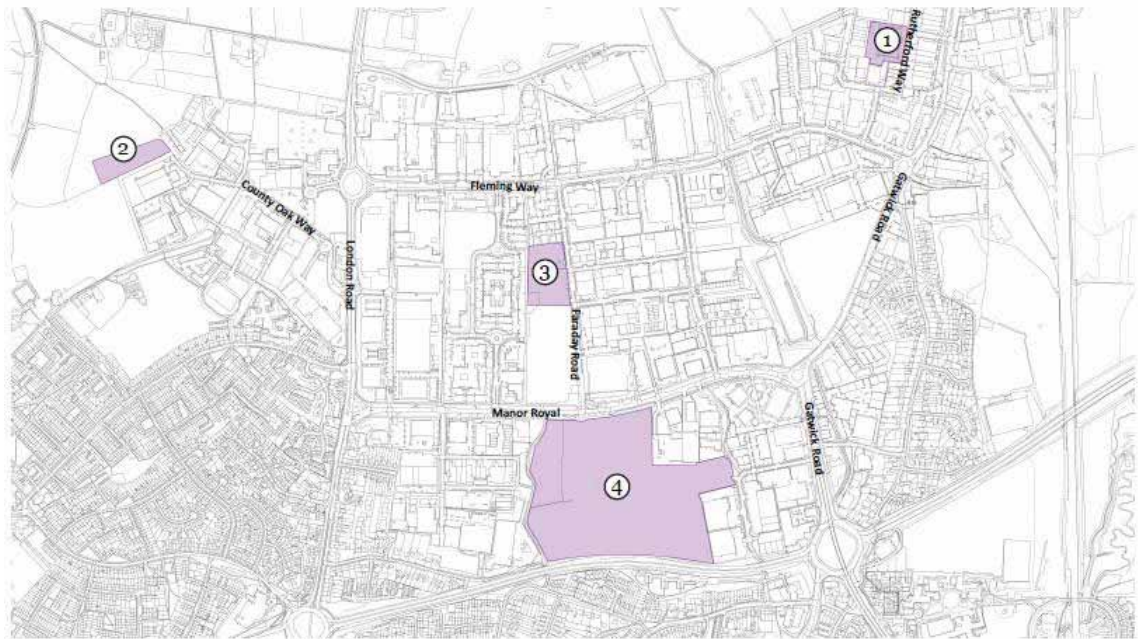 1
Rutherford Way
2
Fleming Way
County Oak Way
Gatwick Road
London Road
3
Faraday Road
Manor Royal
Gatwick Road
4